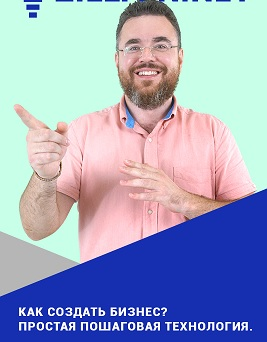 КАК СОЗДАТЬ БИЗНЕС?
ПРОСТАЯ ПОШАГОВАЯ ТЕХНОЛОГИЯ.